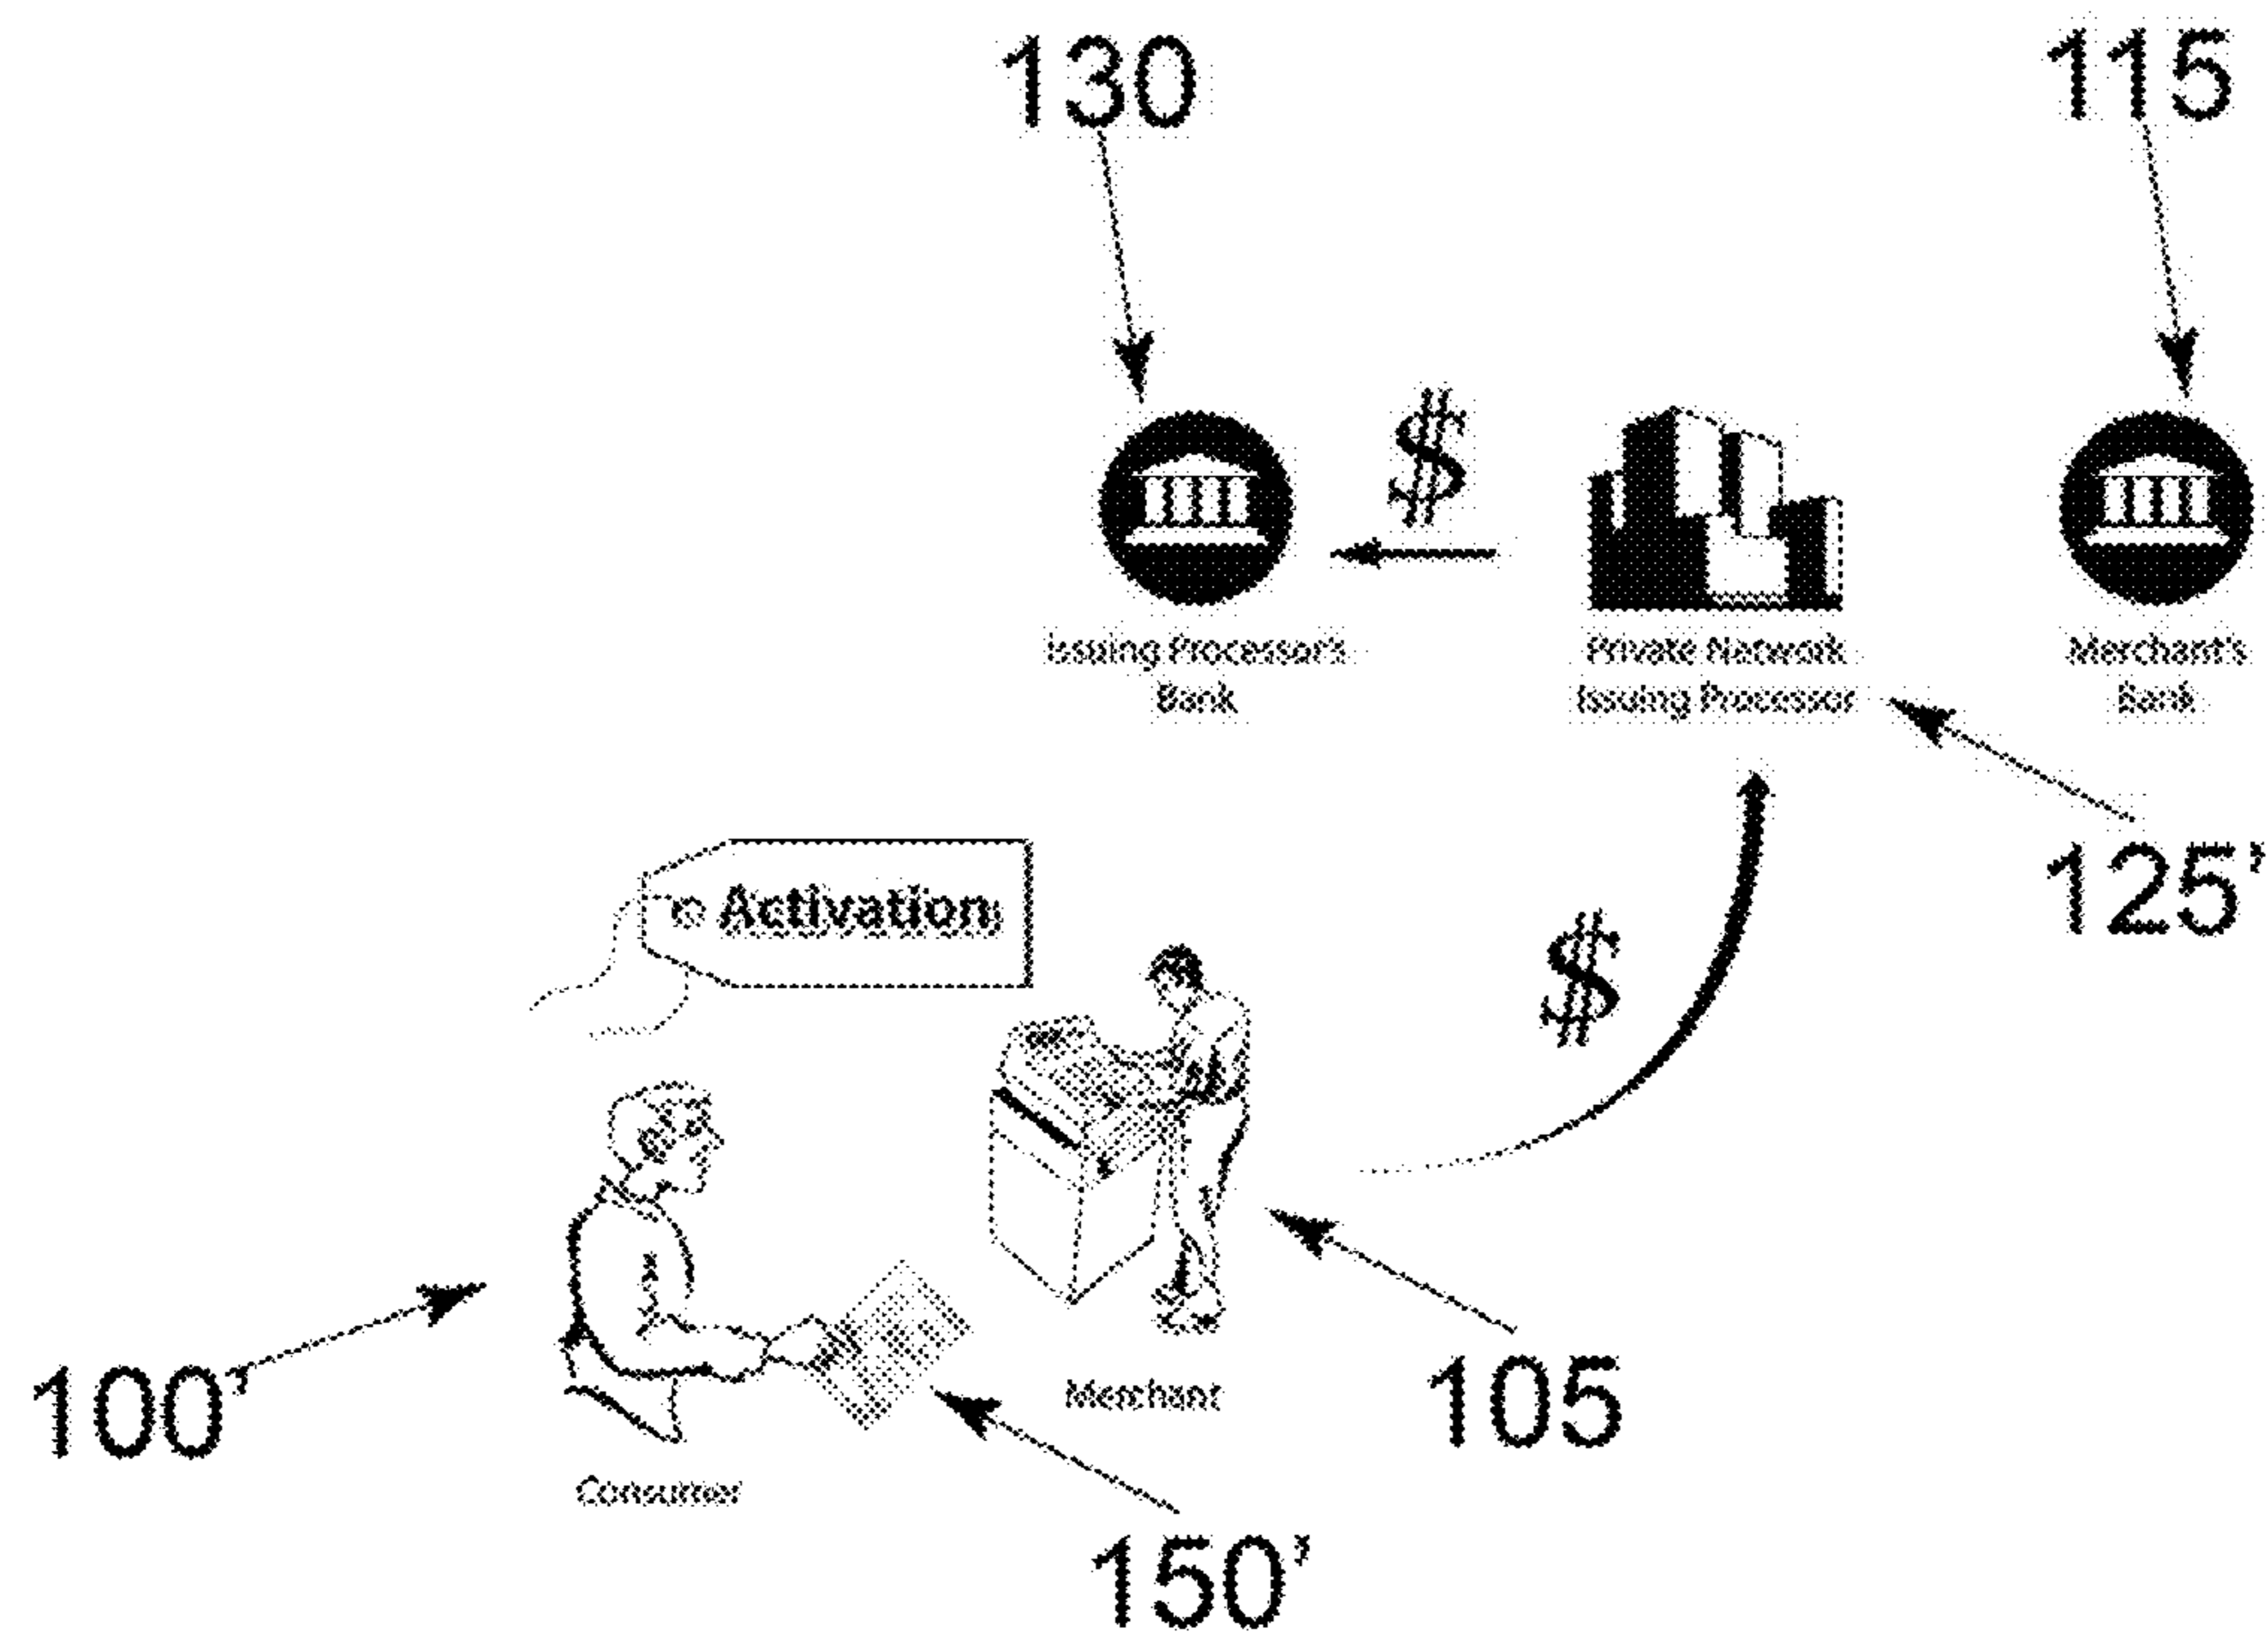 130
115
$
Issuing Processor's
Bank
Private Network
Issuing Processor
Merchant's
Bank
125'
Activation
$
100'
Merchant
105
Consumer
150'